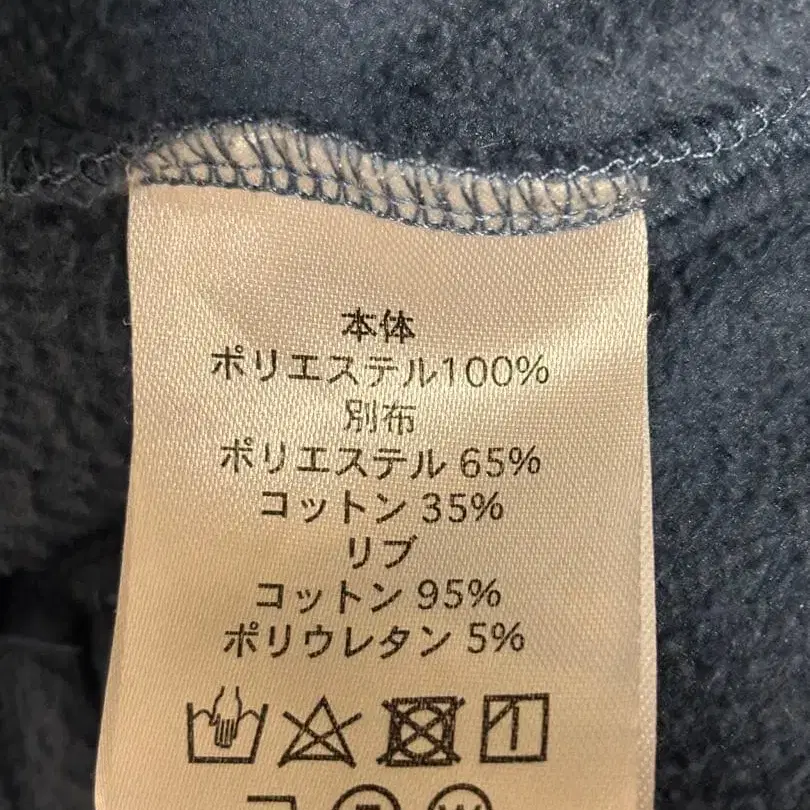 本体
ポリエステル100%
別布
ポリエステル 65%
コットン 35%
リブ
コットン 95%
ポリウレタン 5%